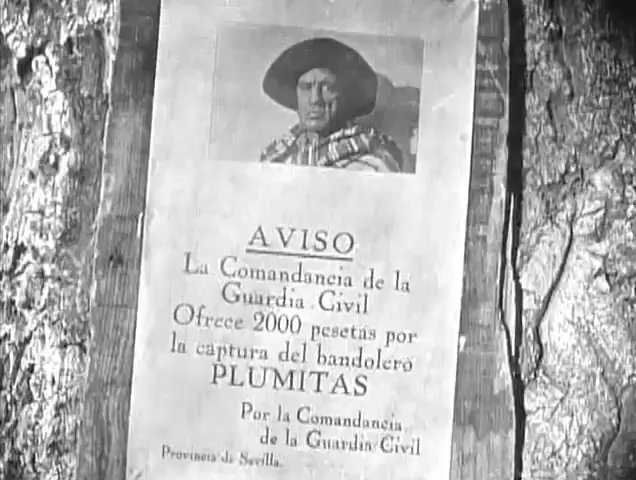 AVISO
La Comandancia de la
Guardia Civil
Ofrece 2000 pesetas por
la captura del bandolero
PLUMITAS
Por la Comandancia
de la Guardia Civil
Provincia de Sevilla.